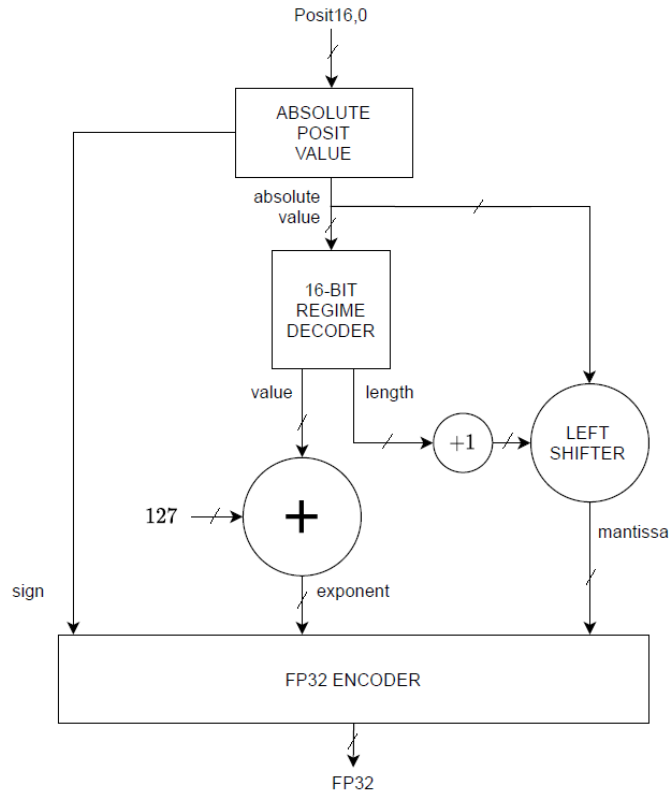 Posit16,0
ABSOLUTE
POSIT
VALUE
absolute
value
16-BIT
REGIME
DECODER
value
length
+1
LEFT
SHIFTER
127
+
mantissa
sign
exponent
FP32 ENCODER
FP32